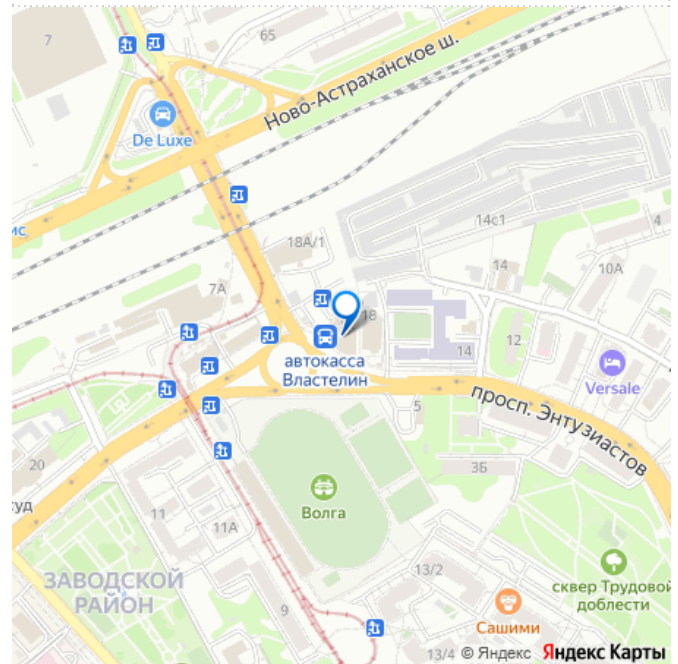 7
65
Ново-Астраханское ш.
De Luxe
ис
14с1
4
18А/1
14
10А
7А
18
автокасса
Властелин
14
12
Versale
просп. Энтузиастов
5
3Б
20
уд
11
11А
Волга
ЗАВОДСКОЙ
РАЙОН
9
13/2
сквер Трудовой
доблести
Сашими
13/4
© Яндекс Яндекс Карты